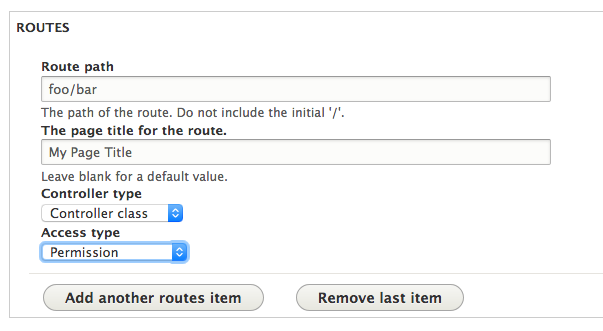 ROUTES
Route path
foo/bar
The path of the route. Do not include the initial '/'.
The page title for the route.
My Page Title
Leave blank for a default value.
Controller type
Controller class
Access type
Permission
Add another routes item Remove last item